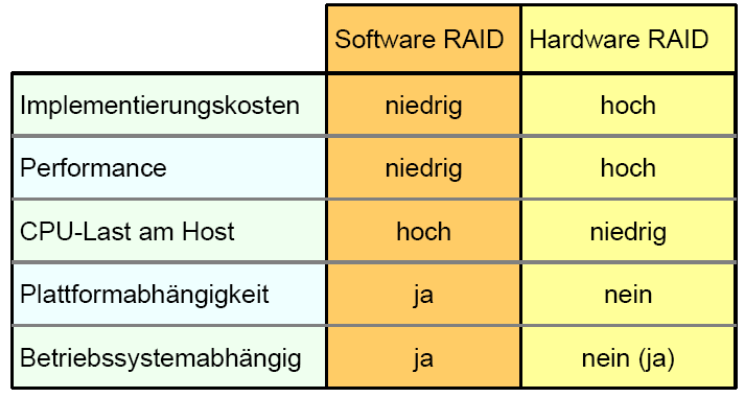 Software RAID Hardware RAID
Implementierungskosten niedrig hoch
Performance niedrig hoch
CPU-Last am Host hoch niedrig
Plattformabhängigkeit ja nein
Betriebssystemabhängig ja nein (ja)